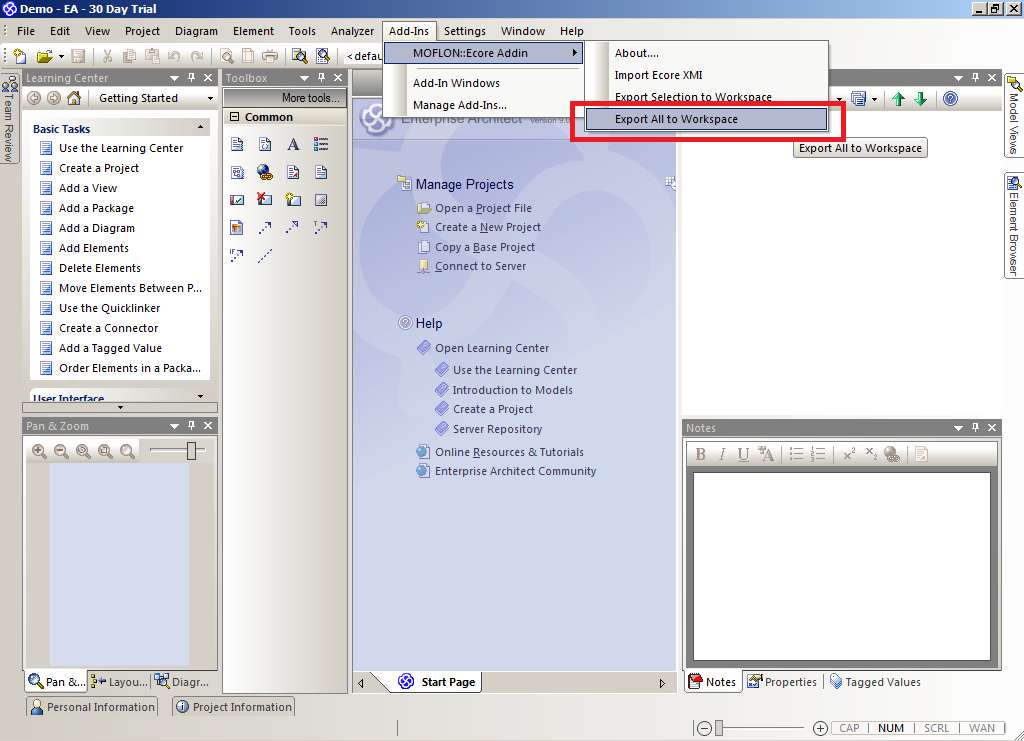 Demo - EA - 30 Day Trial
File Edit View Project Diagram Element Tools Analyzer Add-Ins Settings Window Help
<defau
MOFLON::Ecore Addin
Add-In Windows
Manage Add-Ins...
About....
Import Ecore XMI
Export Selection to Workspace
Export All to Workspace
Export All to Workspace
Team Review
Learning Center
Getting Started
Basic Tasks
Use the Learning Center
Create a Project
Add a View
Add a Package
Add a Diagram
Add Elements
Delete Elements
Move Elements Between P...
Use the Quicklinker
Create a Connector
Add a Tagged Value
Order Elements in a Packa...
User Interface
Pan & Zoom
Pan &... Layou... Diagr...
Toolbox
More tools...
Common
A
IF
Enterprise Architect Version 9.0
Manage Projects
Open a Project File
Create a New Project
Copy a Base Project
Connect to Server
Help
Open Learning Center
Use the Learning Center
Introduction to Models
Create a Project
Server Repository
Online Resources & Tutorials
Enterprise Architect Community
Start Page
Model Views
Element Browser
Notes
B I U A x² x₂
Notes Properties Tagged Values
Personal Information Project Information
CAP NUM SCRL WAN